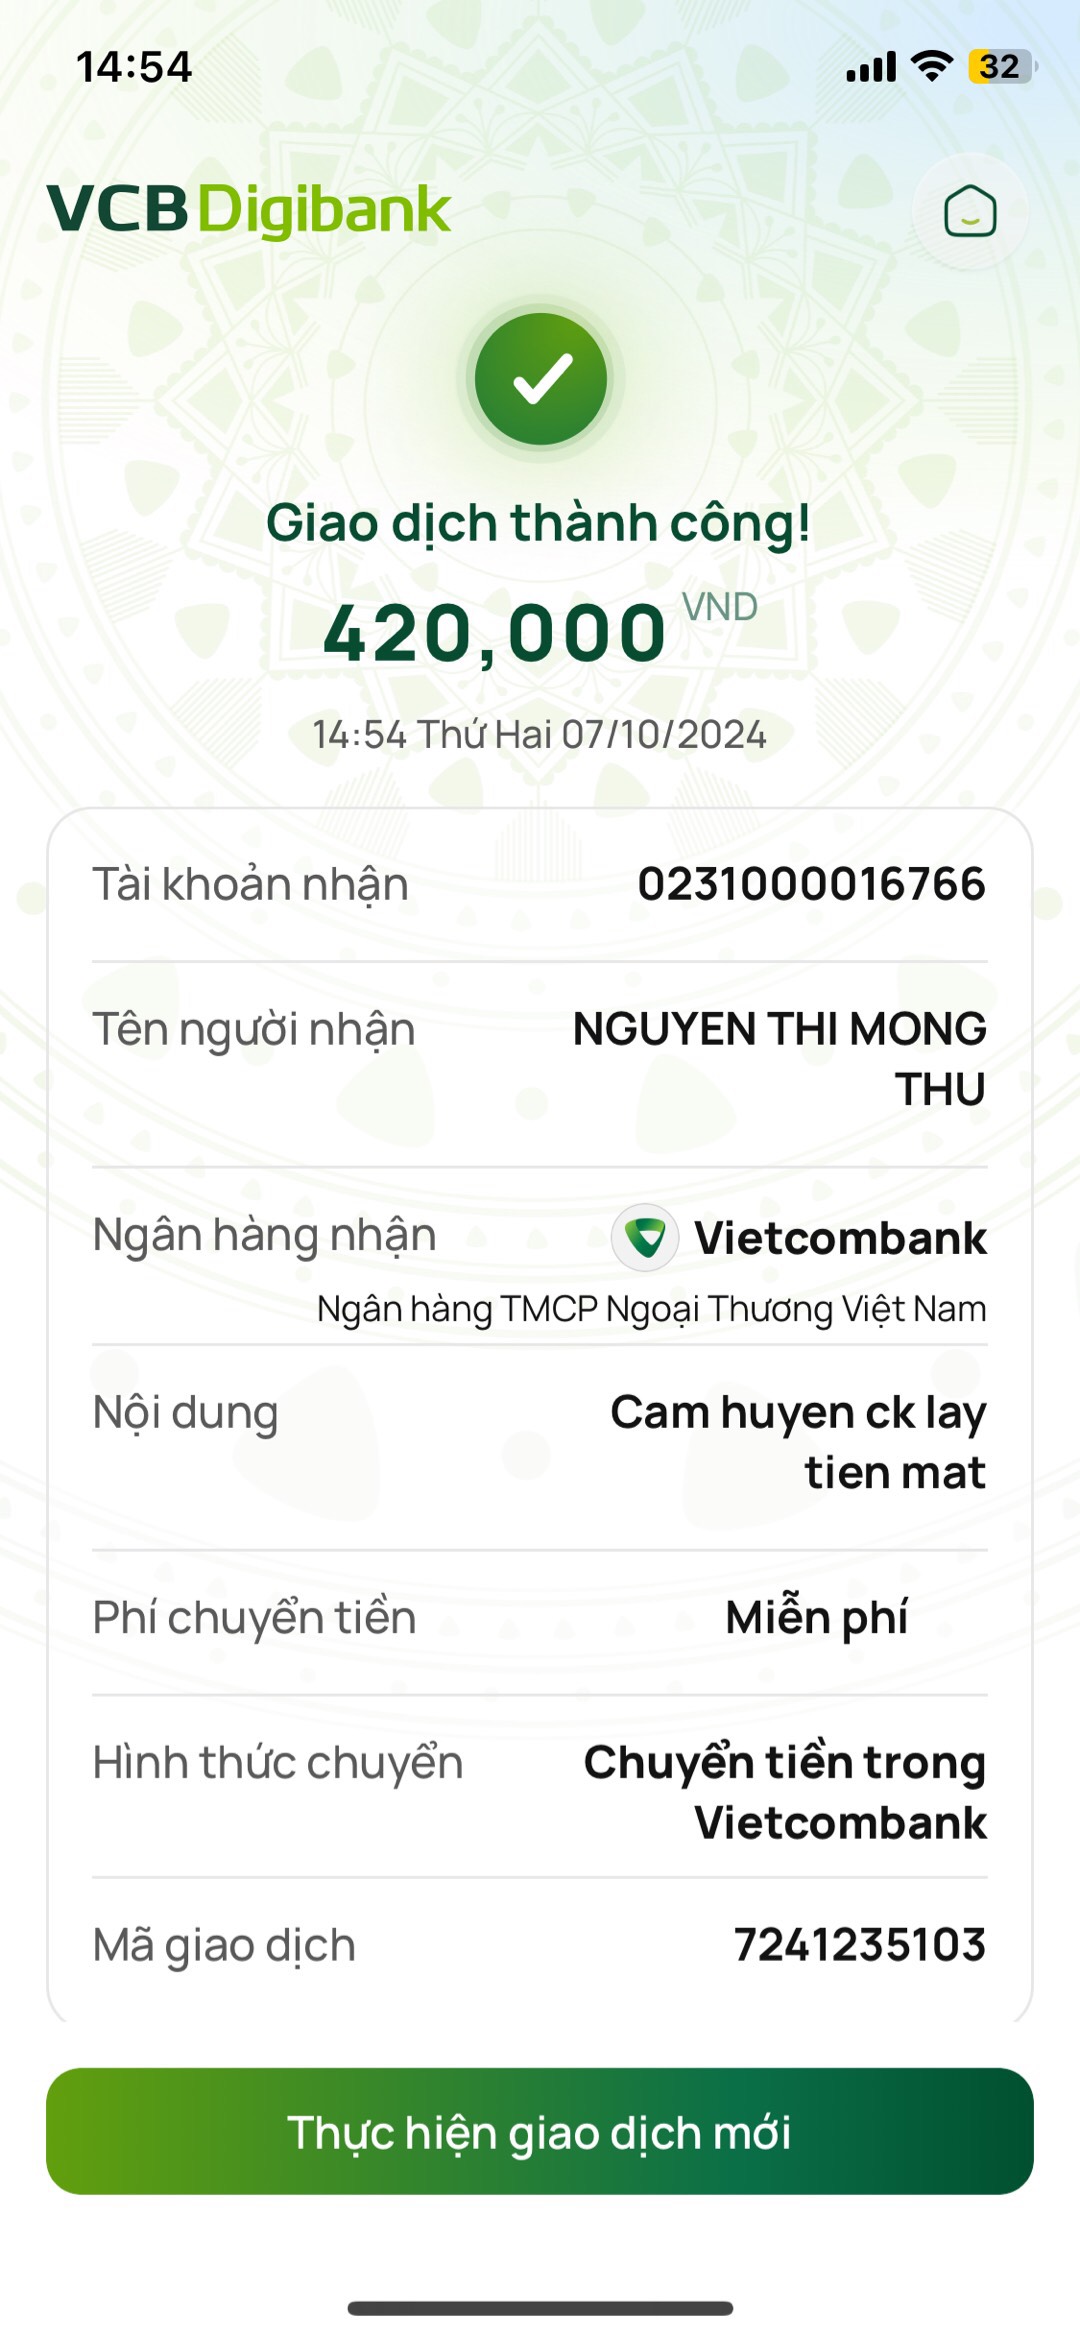 14:54
32
VCB Digibank
Giao dịch thành công!
420,000 VND
14:54 Thứ Hai 07/10/2024
Tài khoản nhận 0231000016766
Tên người nhận NGUYEN THI MONG
THU
Ngân hàng nhận Vietcombank
Ngân hàng TMCP Ngoại Thương Việt Nam
Nội dung Cam huyen ck lay
tien mat
Phí chuyển tiền Miễn phí
Hình thức chuyển Chuyển tiền trong
Vietcombank
Mã giao dịch 7241235103
Thực hiện giao dịch mới